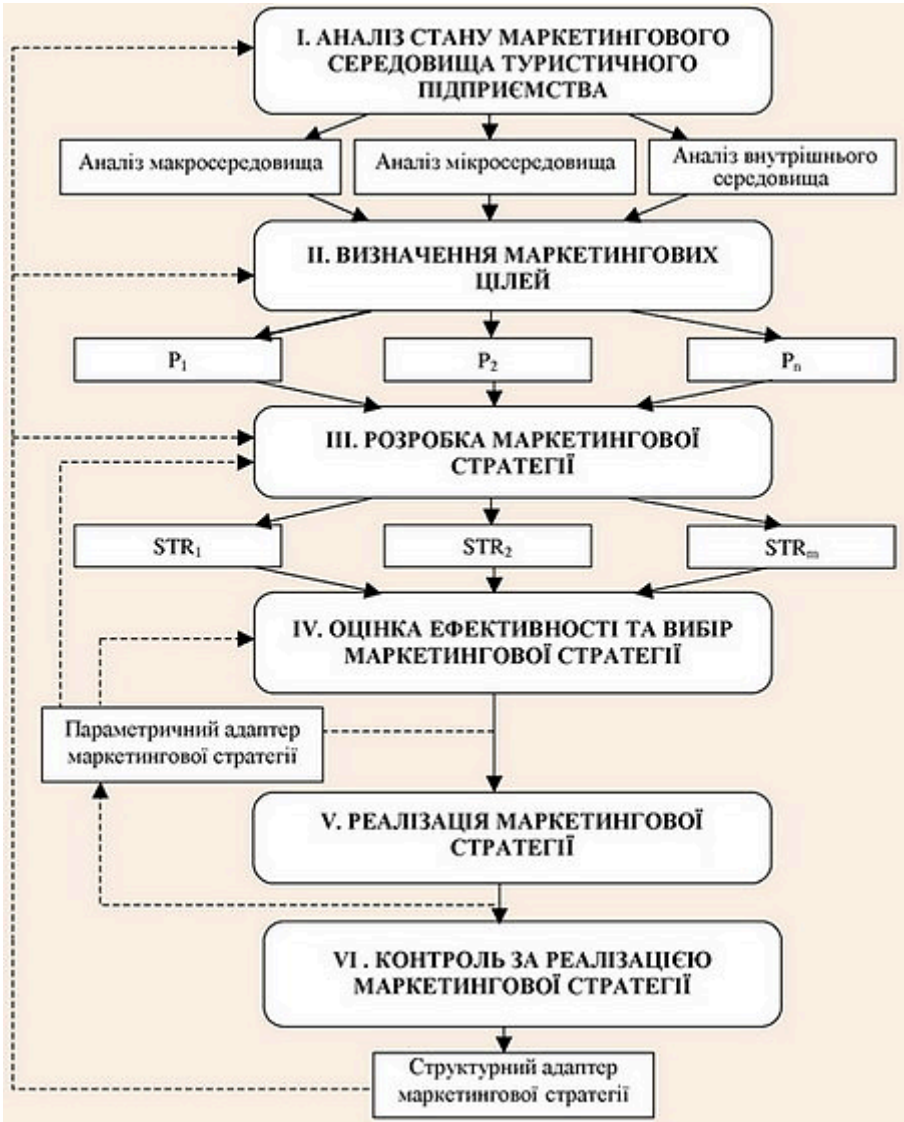 I. АНАЛІЗ СТАНУ МАРКЕТИНГОВОГО
СЕРЕДОВИЩА ТУРИСТИЧНОГО
ПІДПРИЄМСТВА
Аналіз макросередовища
Аналіз мікросередовища
Аналіз внутрішнього
середовища
II. ВИЗНАЧЕННЯ МАРКЕТИНГОВИХ
ЦІЛЕЙ
P₁
P₂
Pₙ
III. РОЗРОБКА МАРКЕТИНГОВОЇ
СТРАТЕГІЇ
STR₁
STR₂
STRₘ
IV. ОЦІНКА ЕФЕКТИВНОСТІ ТА ВИБІР
МАРКЕТИНГОВОЇ СТРАТЕГІЇ
Параметричний адаптер
маркетингової стратегії
V. РЕАЛІЗАЦІЯ МАРКЕТИНГОВОЇ
СТРАТЕГІЇ
VI . КОНТРОЛЬ ЗА РЕАЛІЗАЦІЄЮ
МАРКЕТИНГОВОЇ СТРАТЕГІЇ
Структурний адаптер
маркетингової стратегії